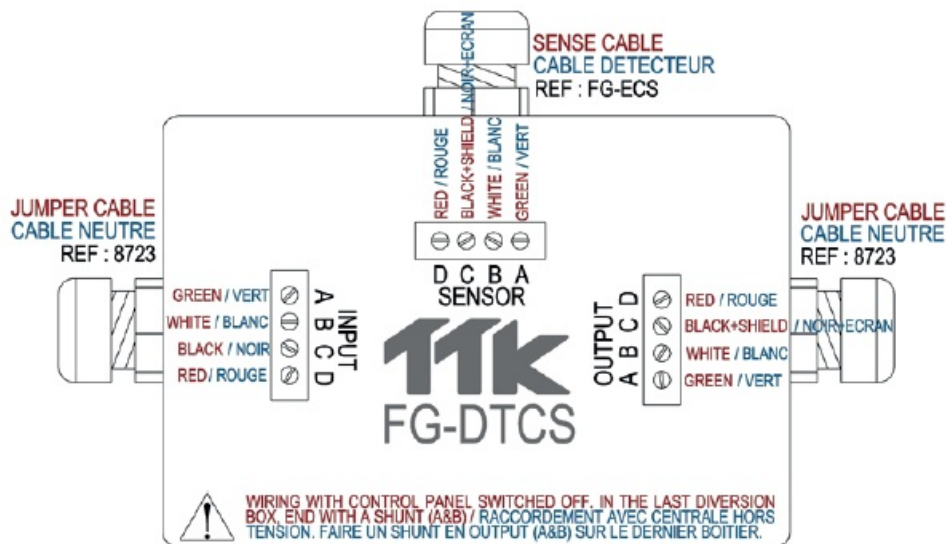 SENSE CABLE
CABLE DETECTEUR
REF : FG-ECS
RED / ROUGE
BLACK+SHIELD / NOIR+ECRAN
WHITE / BLANC
GREEN / VERT
D C B A
SENSOR
JUMPER CABLE
CABLE NEUTRE
REF : 8723
GREEN / VERT
WHITE / BLANC
BLACK / NOIR
RED / ROUGE
A B C D
INPUT
TTK
FG-DTCS
OUTPUT
A B C D
RED / ROUGE
BLACK+SHIELD / NOIR+ECRAN
WHITE / BLANC
GREEN / VERT
JUMPER CABLE
CABLE NEUTRE
REF : 8723
WIRING WITH CONTROL PANEL SWITCHED OFF, IN THE LAST DIVERSION
BOX, END WITH A SHUNT (A&B) / RACCORDEMENT AVEC CENTRALE HORS
TENSION. FAIRE UN SHUNT EN OUTPUT (A&B) SUR LE DERNIER BOITIER.